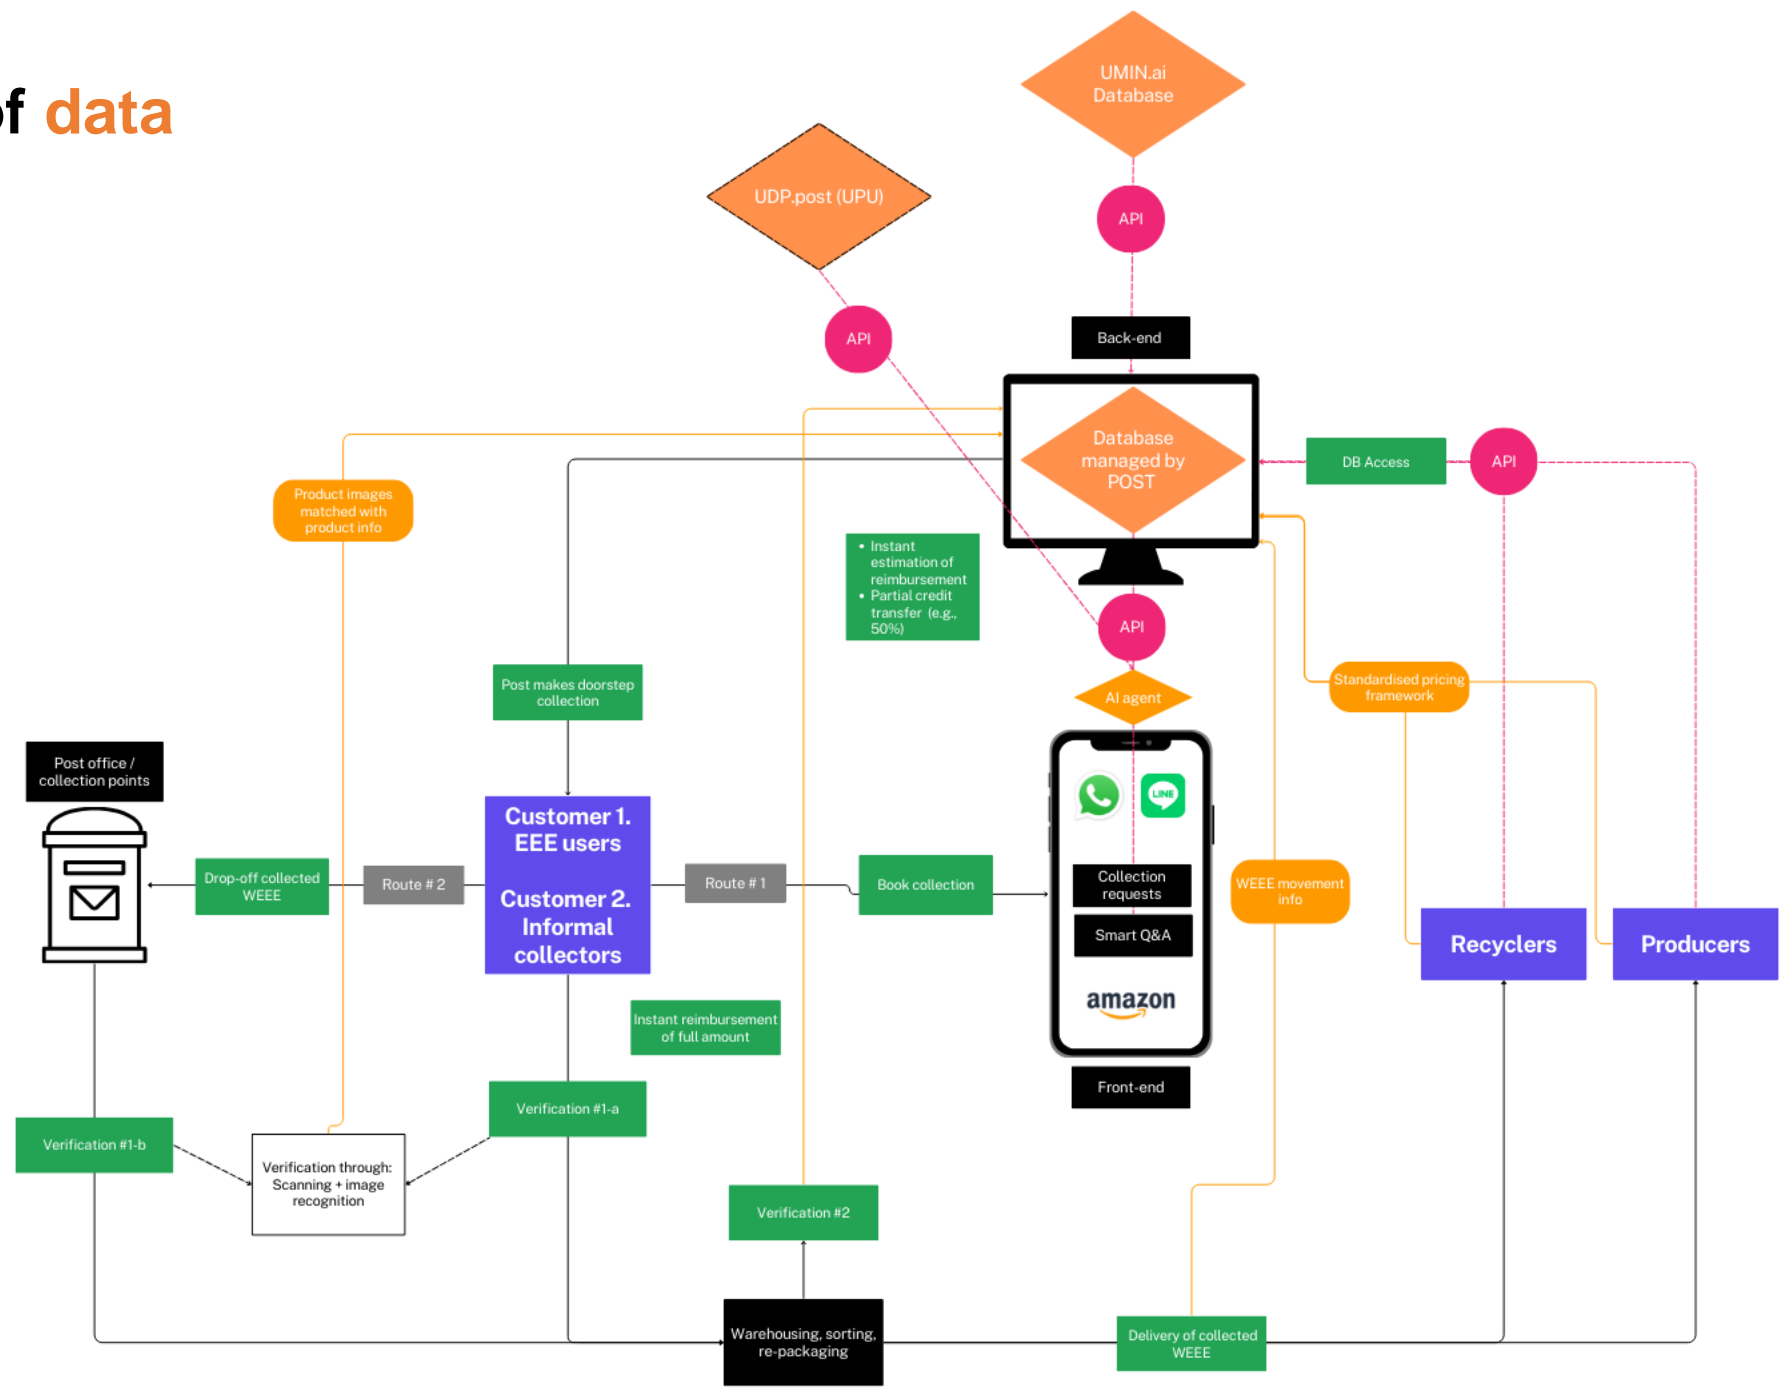 of data
UMIN.ai
Database
UDP.post (UPU)
API
API
Back-end
Database
managed by
POST
DB Access
API
Product images
matched with
product info
• Instant
estimation of
reimbursement
• Partial credit
transfer (e.g.,
50%)
API
Post makes doorstep
collection
AI agent
Standardised pricing
framework
Post office /
collection points
LINE
Customer 1.
EEE users
Customer 2.
Informal
collectors
Drop-off collected
WEEE
Route # 2
Route # 1
Book collection
Collection
requests
Smart Q&A
WEEE movement
info
Recyclers
Producers
amazon
Instant reimbursement
of full amount
Front-end
Verification #1-a
Verification #1-b
Verification through:
Scanning + image
recognition
Verification #2
Warehousing, sorting,
re-packaging
Delivery of collected
WEEE